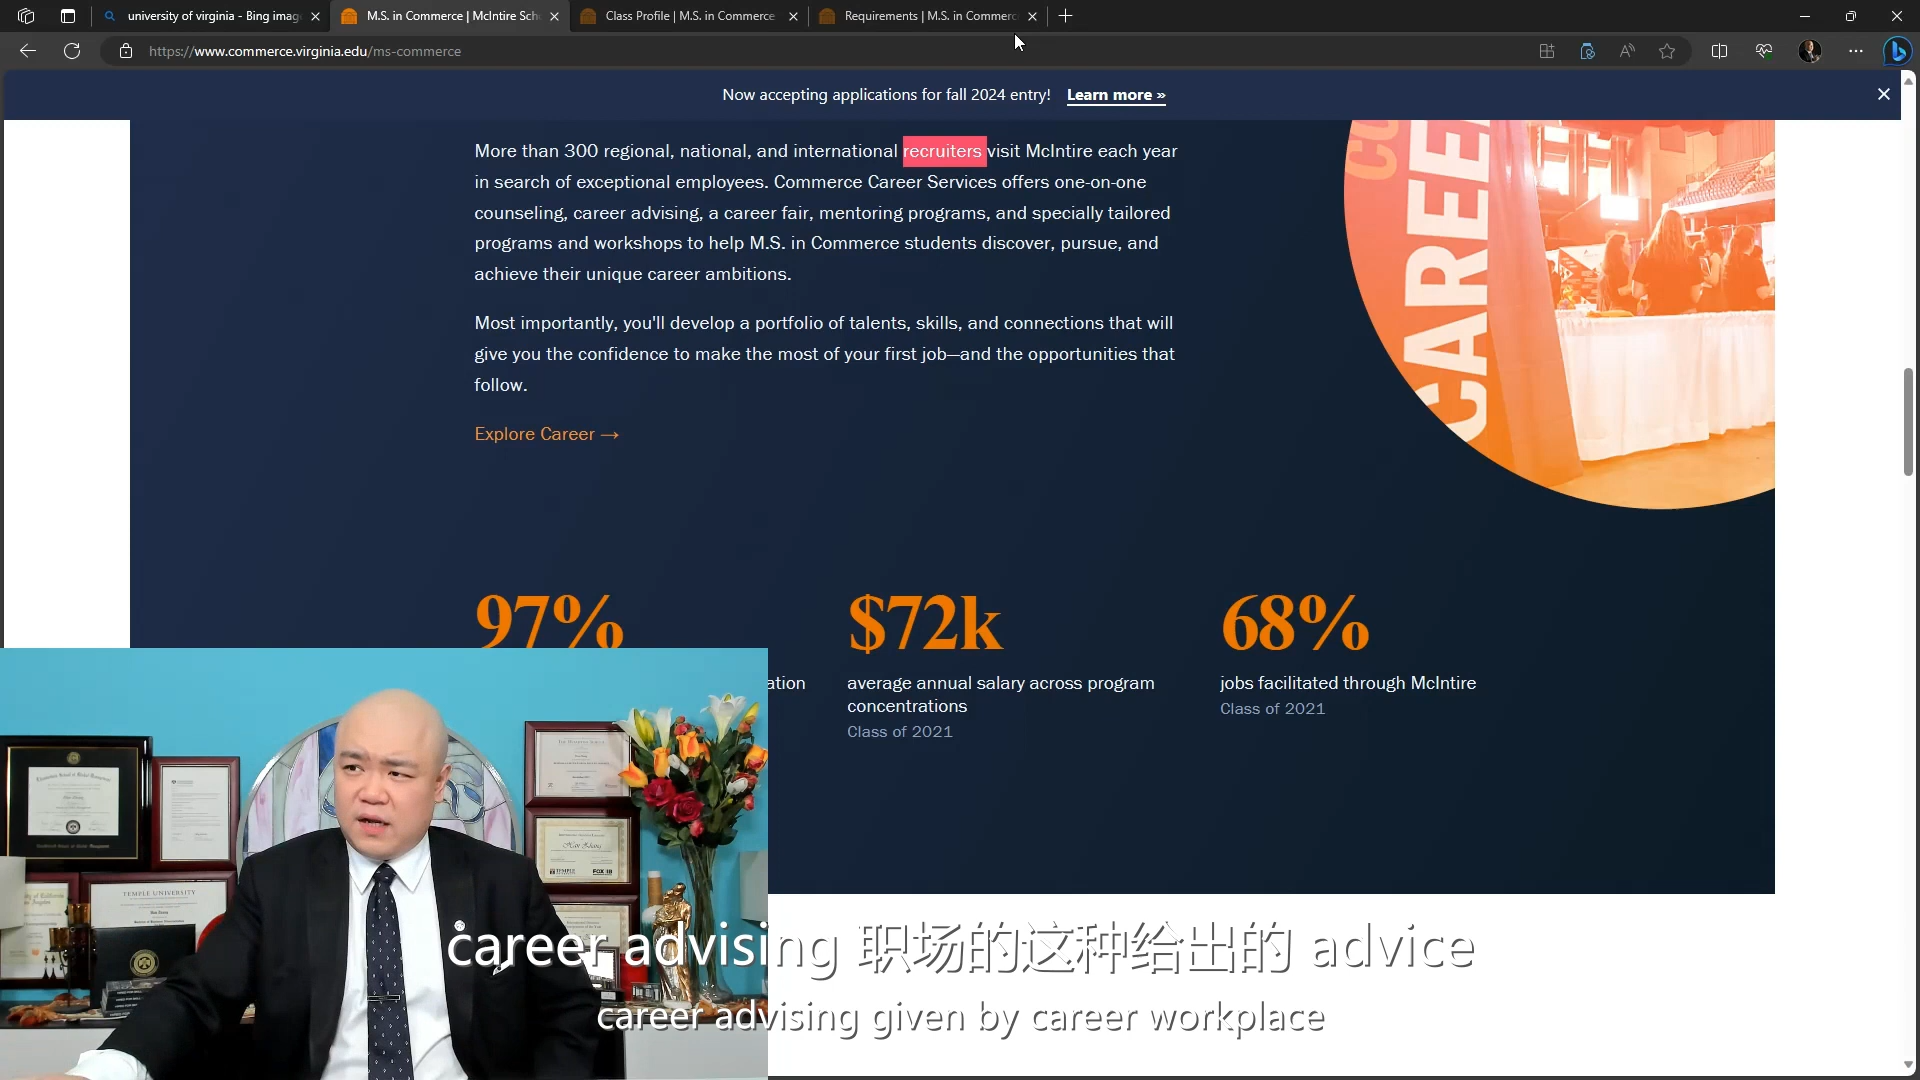 university of virginia - Bing imag
M.S. in Commerce | McIntire Sch
Class Profile | M.S. in Commerce
Requirements | M.S. in Commerc
https://www.commerce.virginia.edu/ms-commerce
Now accepting applications for fall 2024 entry! Learn more »
More than 300 regional, national, and international recruiters visit McIntire each year
in search of exceptional employees. Commerce Career Services offers one-on-one
counseling, career advising, a career fair, mentoring programs, and specially tailored
programs and workshops to help M.S. in Commerce students discover, pursue, and
achieve their unique career ambitions.
Most importantly, you'll develop a portfolio of talents, skills, and connections that will
give you the confidence to make the most of your first job—and the opportunities that
follow.
Explore Career →
CAREE
97%
ation
$72k
average annual salary across program
concentrations
Class of 2021
68%
jobs facilitated through McIntire
Class of 2021
TEMPLE UNIVERSITY
career advising 职场的这种给出的 advice
career advising given by career workplace